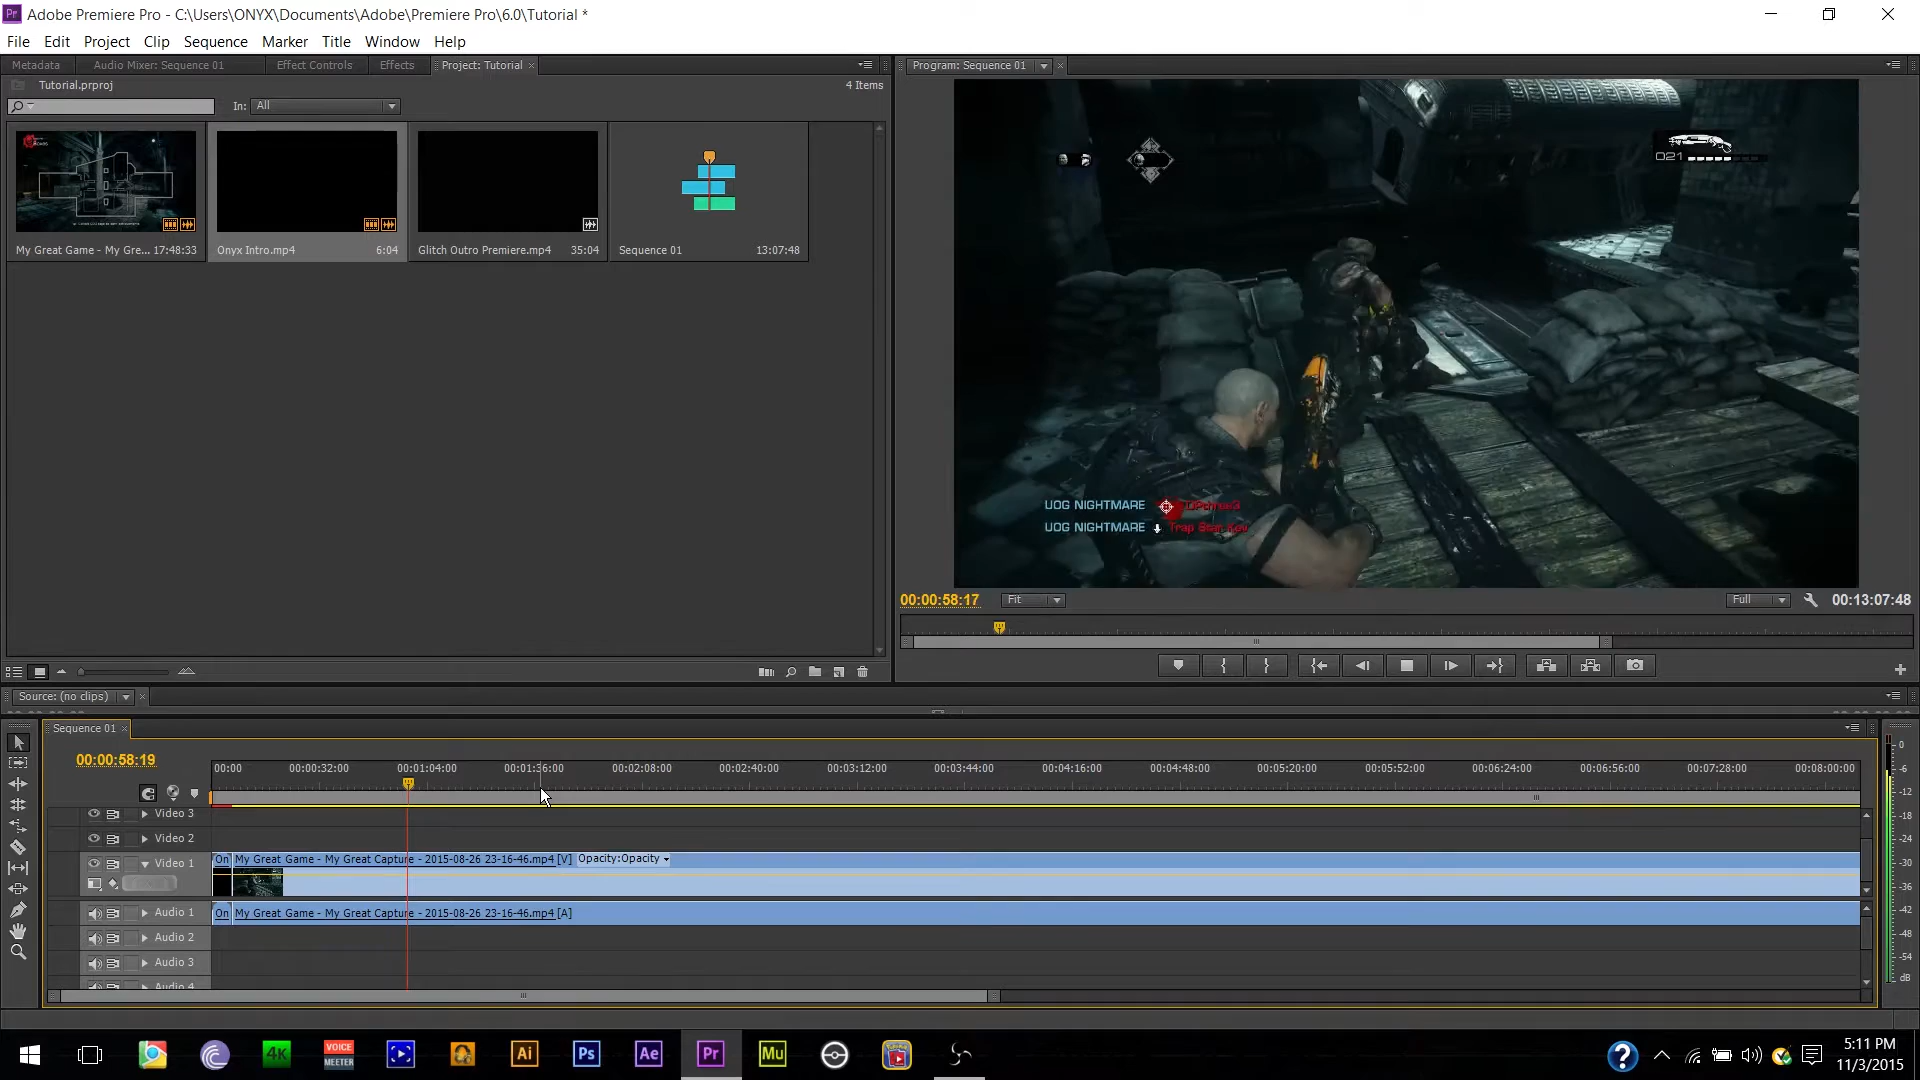 Adobe Premiere Pro - C:\Users\ONYX\Documents\Adobe\Premiere Pro\6.0\Tutorial *
File Edit Project Clip Sequence Marker Title Window Help
Metadata Audio Mixer: Sequence 01 Effect Controls Effects Project: Tutorial
Tutorial.prproj 4 Items
In: All
My Great Game - My Gre... 17:48:33 Onyx Intro.mp4 6:04 Glitch Outro Premiere.mp4 35:04 Sequence 01 13:07:48
Program: Sequence 01
021
UOG NIGHTMARE
UOG NIGHTMARE Trap Star Kev
00:00:58:17 Fit Full 00:13:07:48
Source: (no clips)
Sequence 01
00:00:58:19
00:00 00:00:32:00 00:01:04:00 00:01:36:00 00:02:08:00 00:02:40:00 00:03:12:00 00:03:44:00 00:04:16:00 00:04:48:00 00:05:20:00 00:05:52:00 00:06:24:00 00:06:56:00 00:07:28:00 00:08:00:00
Video 3
Video 2
Video 1 On My Great Game - My Great Capture - 2015-08-26 23-16-46.mp4 [V] Opacity:Opacity
Audio 1 On My Great Game - My Great Capture - 2015-08-26 23-16-46.mp4 [A]
Audio 2
Audio 3
Audio 4
0
-6
-12
-18
-24
-30
-36
-42
-48
-54
dB
4K VOICE MEETER Ai Ps Ae Pr Mu
5:11 PM
11/3/2015